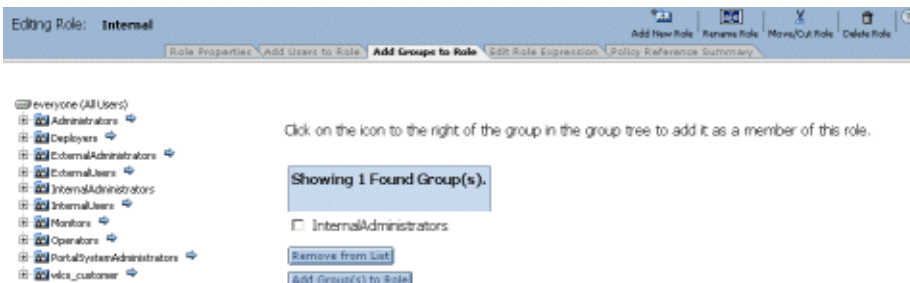 Editing Role: Internal
Add New Role Rename Role Move/Cut Role Delete Role
Role Properties Add Users to Role Add Groups to Role Edit Role Expression Policy Reference Summary
everyone (All Users)
Administrators
Deployers
ExternalAdministrators
ExternalUsers
InternalAdministrators
InternalUsers
Monitors
Operators
PortalSystemAdministrators
wlcs_customer
Click on the icon to the right of the group in the group tree to add it as a member of this role.
Showing 1 Found Group(s).
InternalAdministrators
Remove from List
Add Group(s) to Role